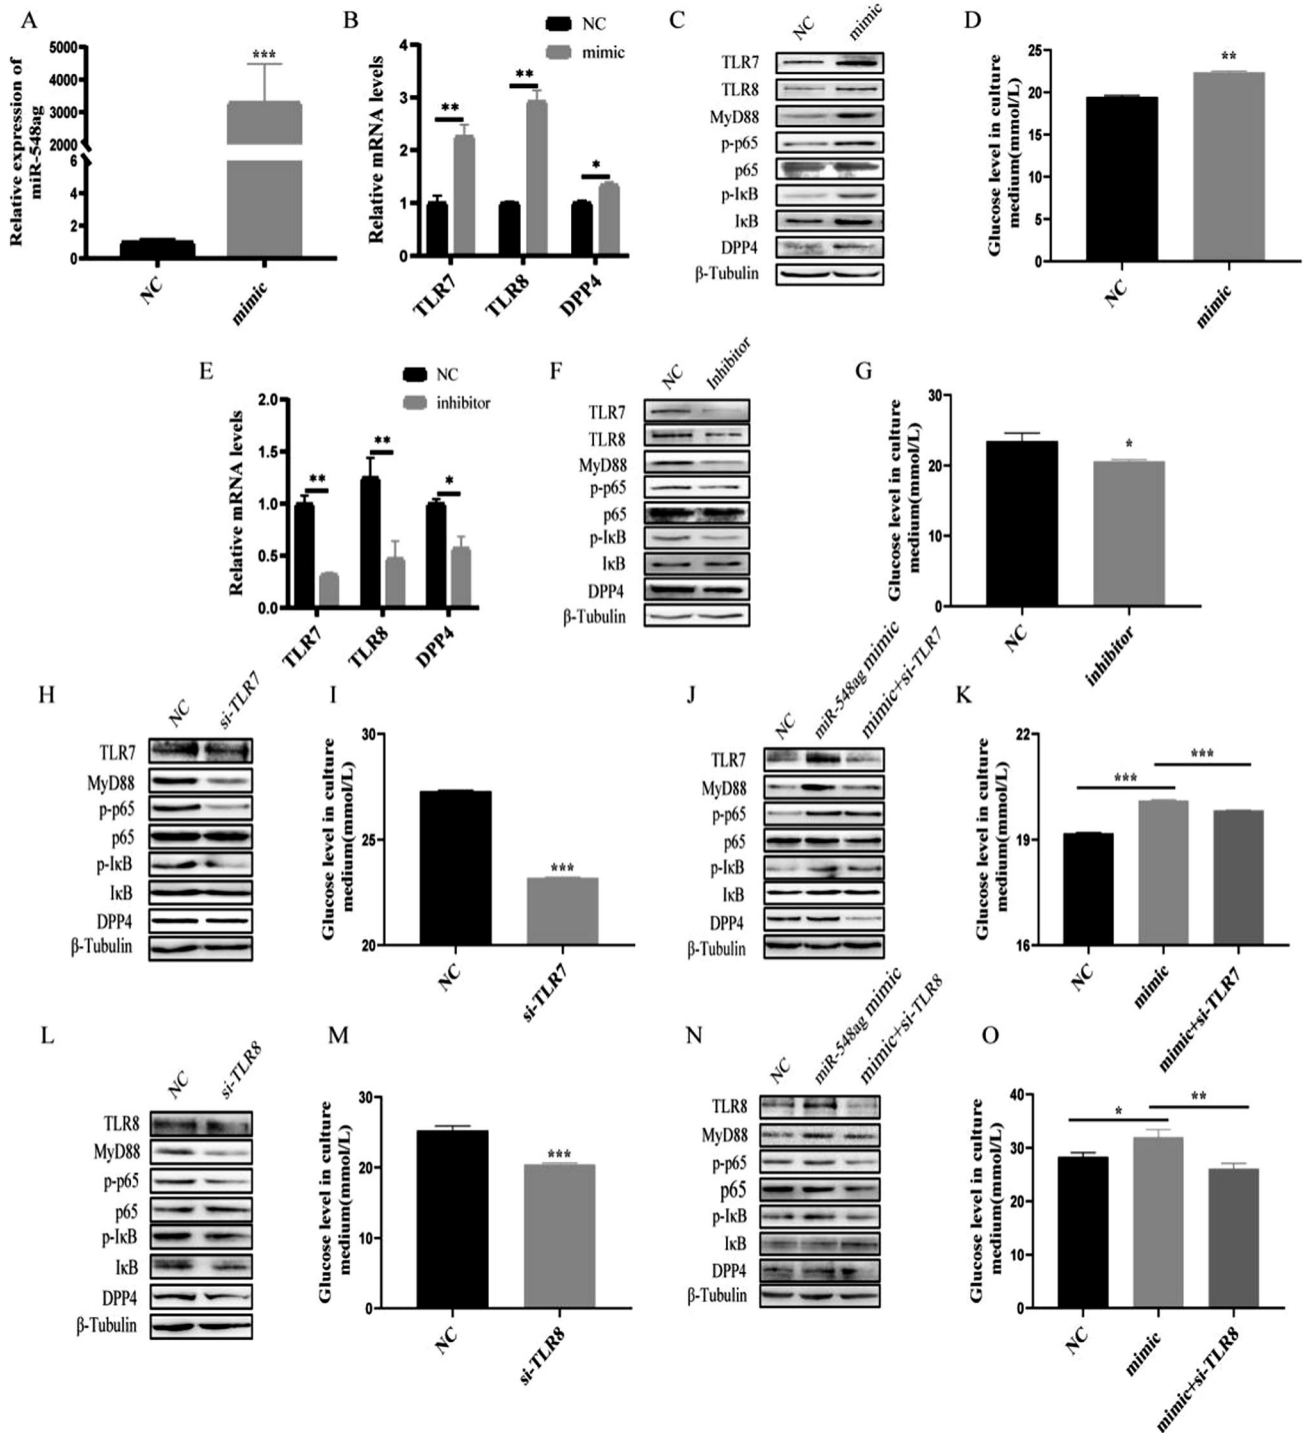 A
Relative expression of
miR-548ag
5000
4000
3000
2000
6
4
2
0
***
NC
mimic
B
NC
mimic
Relative mRNA levels
4
3
2
1
0
**
**
*
TLR7
TLR8
DPP4
C
NC
mimic
TLR7
TLR8
MyD88
p-p65
p65
p-IκB
IκB
DPP4
β-Tubulin
D
Glucose level in culture
medium(mmol/L)
25
20
15
10
5
0
**
NC
mimic
E
NC
inhibitor
Relative mRNA levels
2.0
1.5
1.0
0.5
0.0
**
**
*
TLR7
TLR8
DPP4
F
NC
Inhibitor
TLR7
TLR8
MyD88
p-p65
p65
p-IκB
IκB
DPP4
β-Tubulin
G
Glucose level in culture
medium(mmol/L)
30
20
10
0
*
NC
inhibitor
H
NC
si-TLR7
TLR7
MyD88
p-p65
p65
p-IκB
IκB
DPP4
β-Tubulin
I
Glucose level in culture
medium(mmol/L)
30
25
20
***
NC
si-TLR7
J
NC
miR-548ag mimic
mimic+si-TLR7
TLR7
MyD88
p-p65
p65
p-IκB
IκB
DPP4
β-Tubulin
K
Glucose level in culture
medium(mmol/L)
22
19
16
***
***
NC
mimic
mimic+si-TLR7
L
NC
si-TLR8
TLR8
MyD88
p-p65
p65
p-IκB
IκB
DPP4
β-Tubulin
M
Glucose level in culture
medium(mmol/L)
30
20
10
0
***
NC
si-TLR8
N
NC
miR-548ag mimic
mimic+si-TLR8
TLR8
MyD88
p-p65
p65
p-IκB
IκB
DPP4
β-Tubulin
O
Glucose level in culture
medium(mmol/L)
40
30
20
10
0
*
**
NC
mimic
mimic+si-TLR8